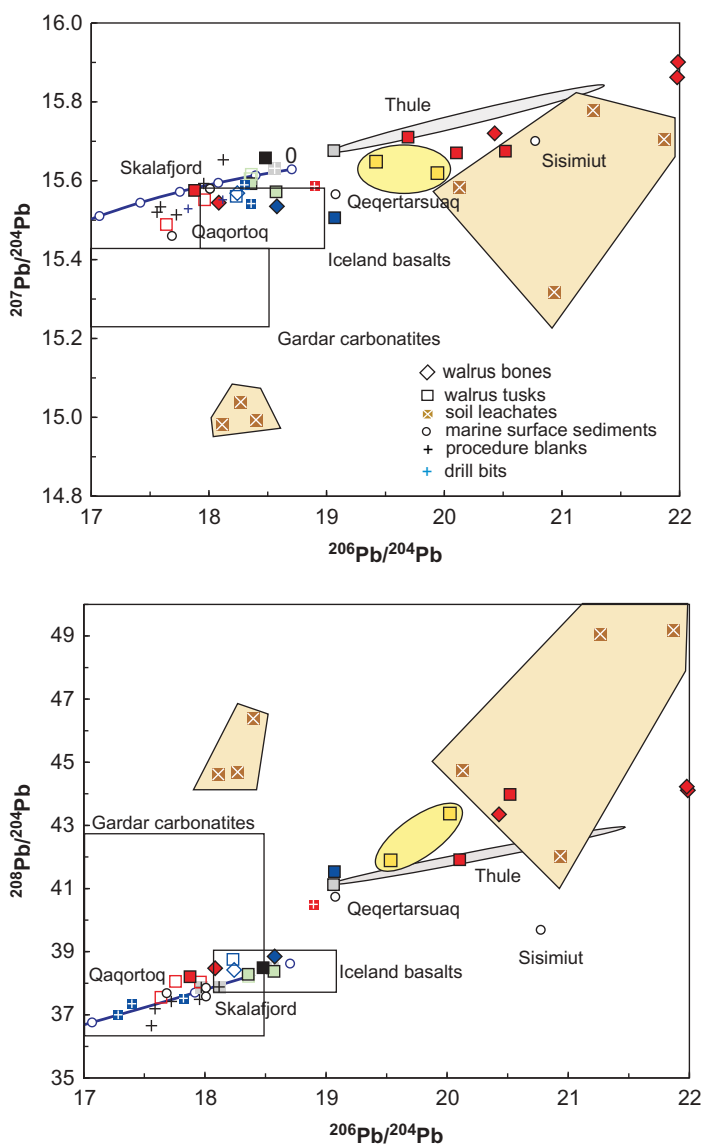 16.0
15.8
15.6
15.4
15.2
15.0
14.8
²⁰⁷Pb/²⁰⁴Pb
Thule
Skalafjord
0
Sisimiut
Qeqertarsuaq
Qaqortoq
Iceland basalts
Gardar carbonatites
walrus bones
walrus tusks
soil leachates
marine surface sediments
procedure blanks
drill bits
17 18 19 20 21 22
²⁰⁶Pb/²⁰⁴Pb
49
47
45
43
41
39
37
35
²⁰⁸Pb/²⁰⁴Pb
Gardar carbonatites
Thule
Qeqertarsuaq
Sisimiut
Qaqortoq
Iceland basalts
Skalafjord
17 18 19 20 21 22
²⁰⁶Pb/²⁰⁴Pb